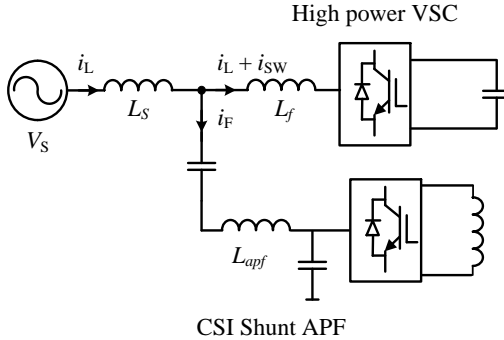 High power VSC
i_L
i_L + i_SW
L_S
L_f
i_F
V_S
L_apf
CSI Shunt APF